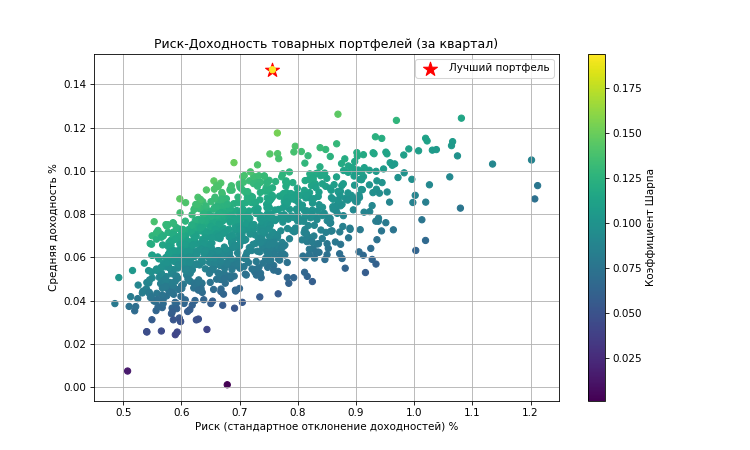 Риск-Доходность товарных портфелей (за квартал)
Лучший портфель
0.14
0.12
0.10
0.08
0.06
0.04
0.02
0.00
Средняя доходность %
0.5 0.6 0.7 0.8 0.9 1.0 1.1 1.2
Риск (стандартное отклонение доходностей) %
0.175
0.150
0.125
0.100
0.075
0.050
0.025
Коэффициент Шарпа